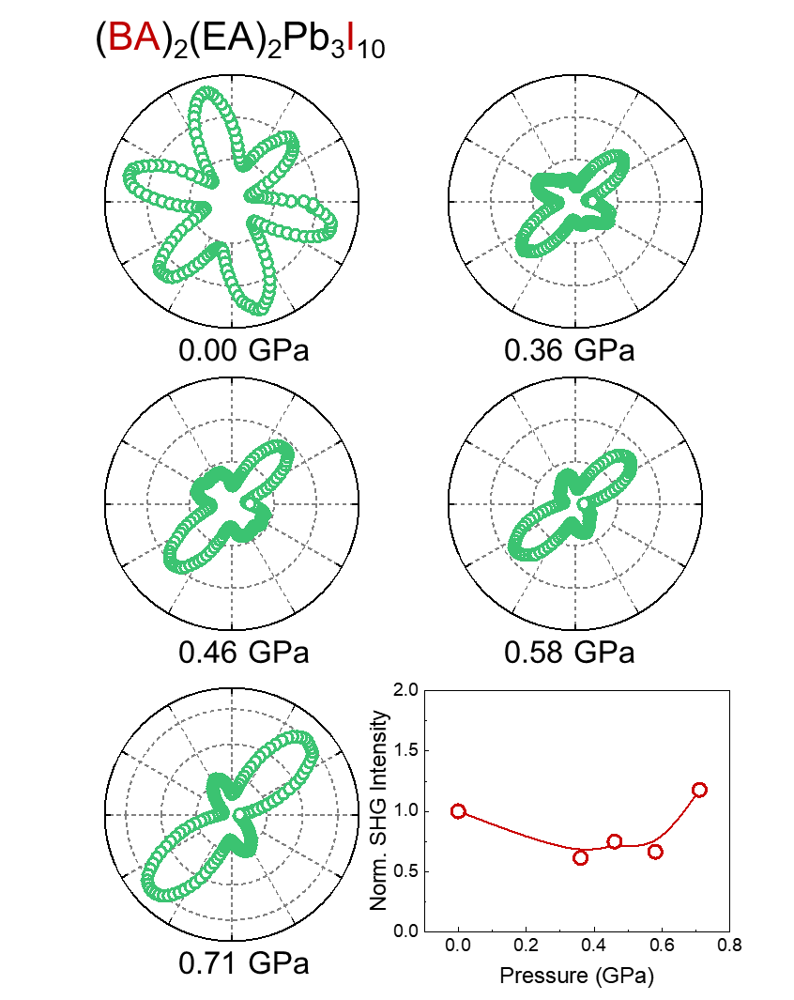 (BA)₂(EA)₂Pb₃I₁₀
0.00 GPa
0.36 GPa
0.46 GPa
0.58 GPa
0.71 GPa
Norm. SHG Intensity
2.0
1.5
1.0
0.5
0.0
0.0 0.2 0.4 0.6 0.8
Pressure (GPa)